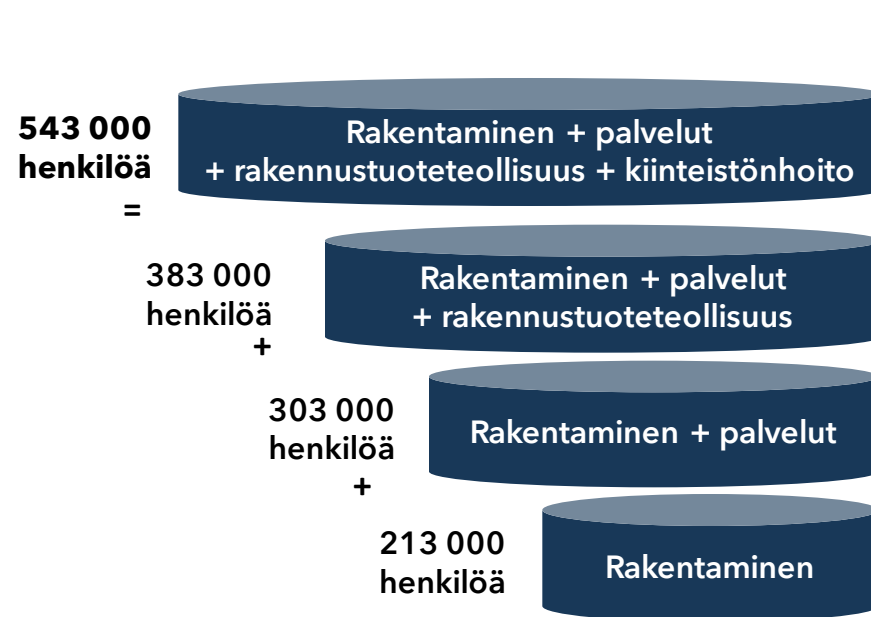 543 000
henkilöä
=
Rakentaminen + palvelut
+ rakennustuoteteollisuus + kiinteistönhoito
383 000
henkilöä
+
Rakentaminen + palvelut
+ rakennustuoteteollisuus
303 000
henkilöä
+
Rakentaminen + palvelut
213 000
henkilöä
Rakentaminen